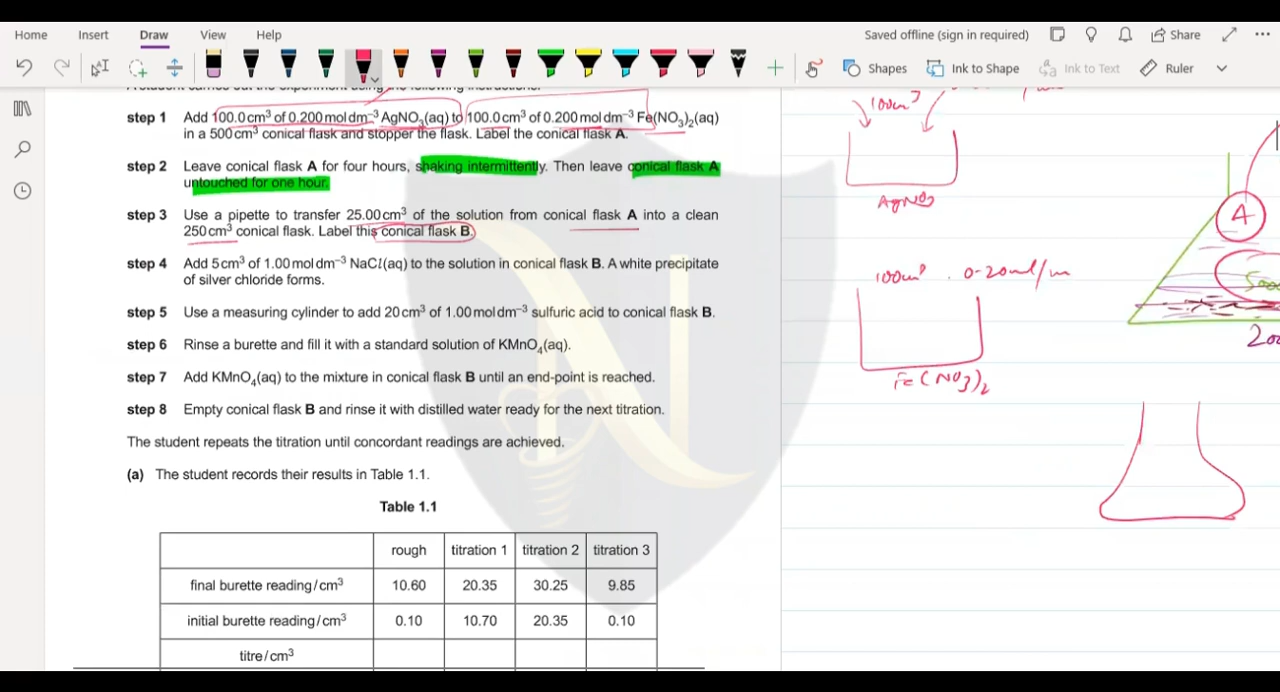 Home Insert Draw View Help
Saved offline (sign in required) Share
Shapes Ink to Shape Ink to Text Ruler
step 1 Add 100.0 cm³ of 0.200 mol dm⁻³ AgNO₃(aq) to 100.0 cm³ of 0.200 mol dm⁻³ Fe(NO₃)₂(aq)
in a 500 cm³ conical flask and stopper the flask. Label the conical flask A.
step 2 Leave conical flask A for four hours, shaking intermittently. Then leave conical flask A
untouched for one hour.
step 3 Use a pipette to transfer 25.00 cm³ of the solution from conical flask A into a clean
250 cm³ conical flask. Label this conical flask B.
step 4 Add 5 cm³ of 1.00 mol dm⁻³ NaCl(aq) to the solution in conical flask B. A white precipitate
of silver chloride forms.
step 5 Use a measuring cylinder to add 20 cm³ of 1.00 mol dm⁻³ sulfuric acid to conical flask B.
step 6 Rinse a burette and fill it with a standard solution of KMnO₄(aq).
step 7 Add KMnO₄(aq) to the mixture in conical flask B until an end-point is reached.
step 8 Empty conical flask B and rinse it with distilled water ready for the next titration.
The student repeats the titration until concordant readings are achieved.
(a) The student records their results in Table 1.1.
Table 1.1
rough titration 1 titration 2 titration 3
final burette reading/cm³ 10.60 20.35 30.25 9.85
initial burette reading/cm³ 0.10 10.70 20.35 0.10
titre/cm³
100cm³
AgNO₃
100cm³ . 0.20mol/
Fe(NO₃)₂
A